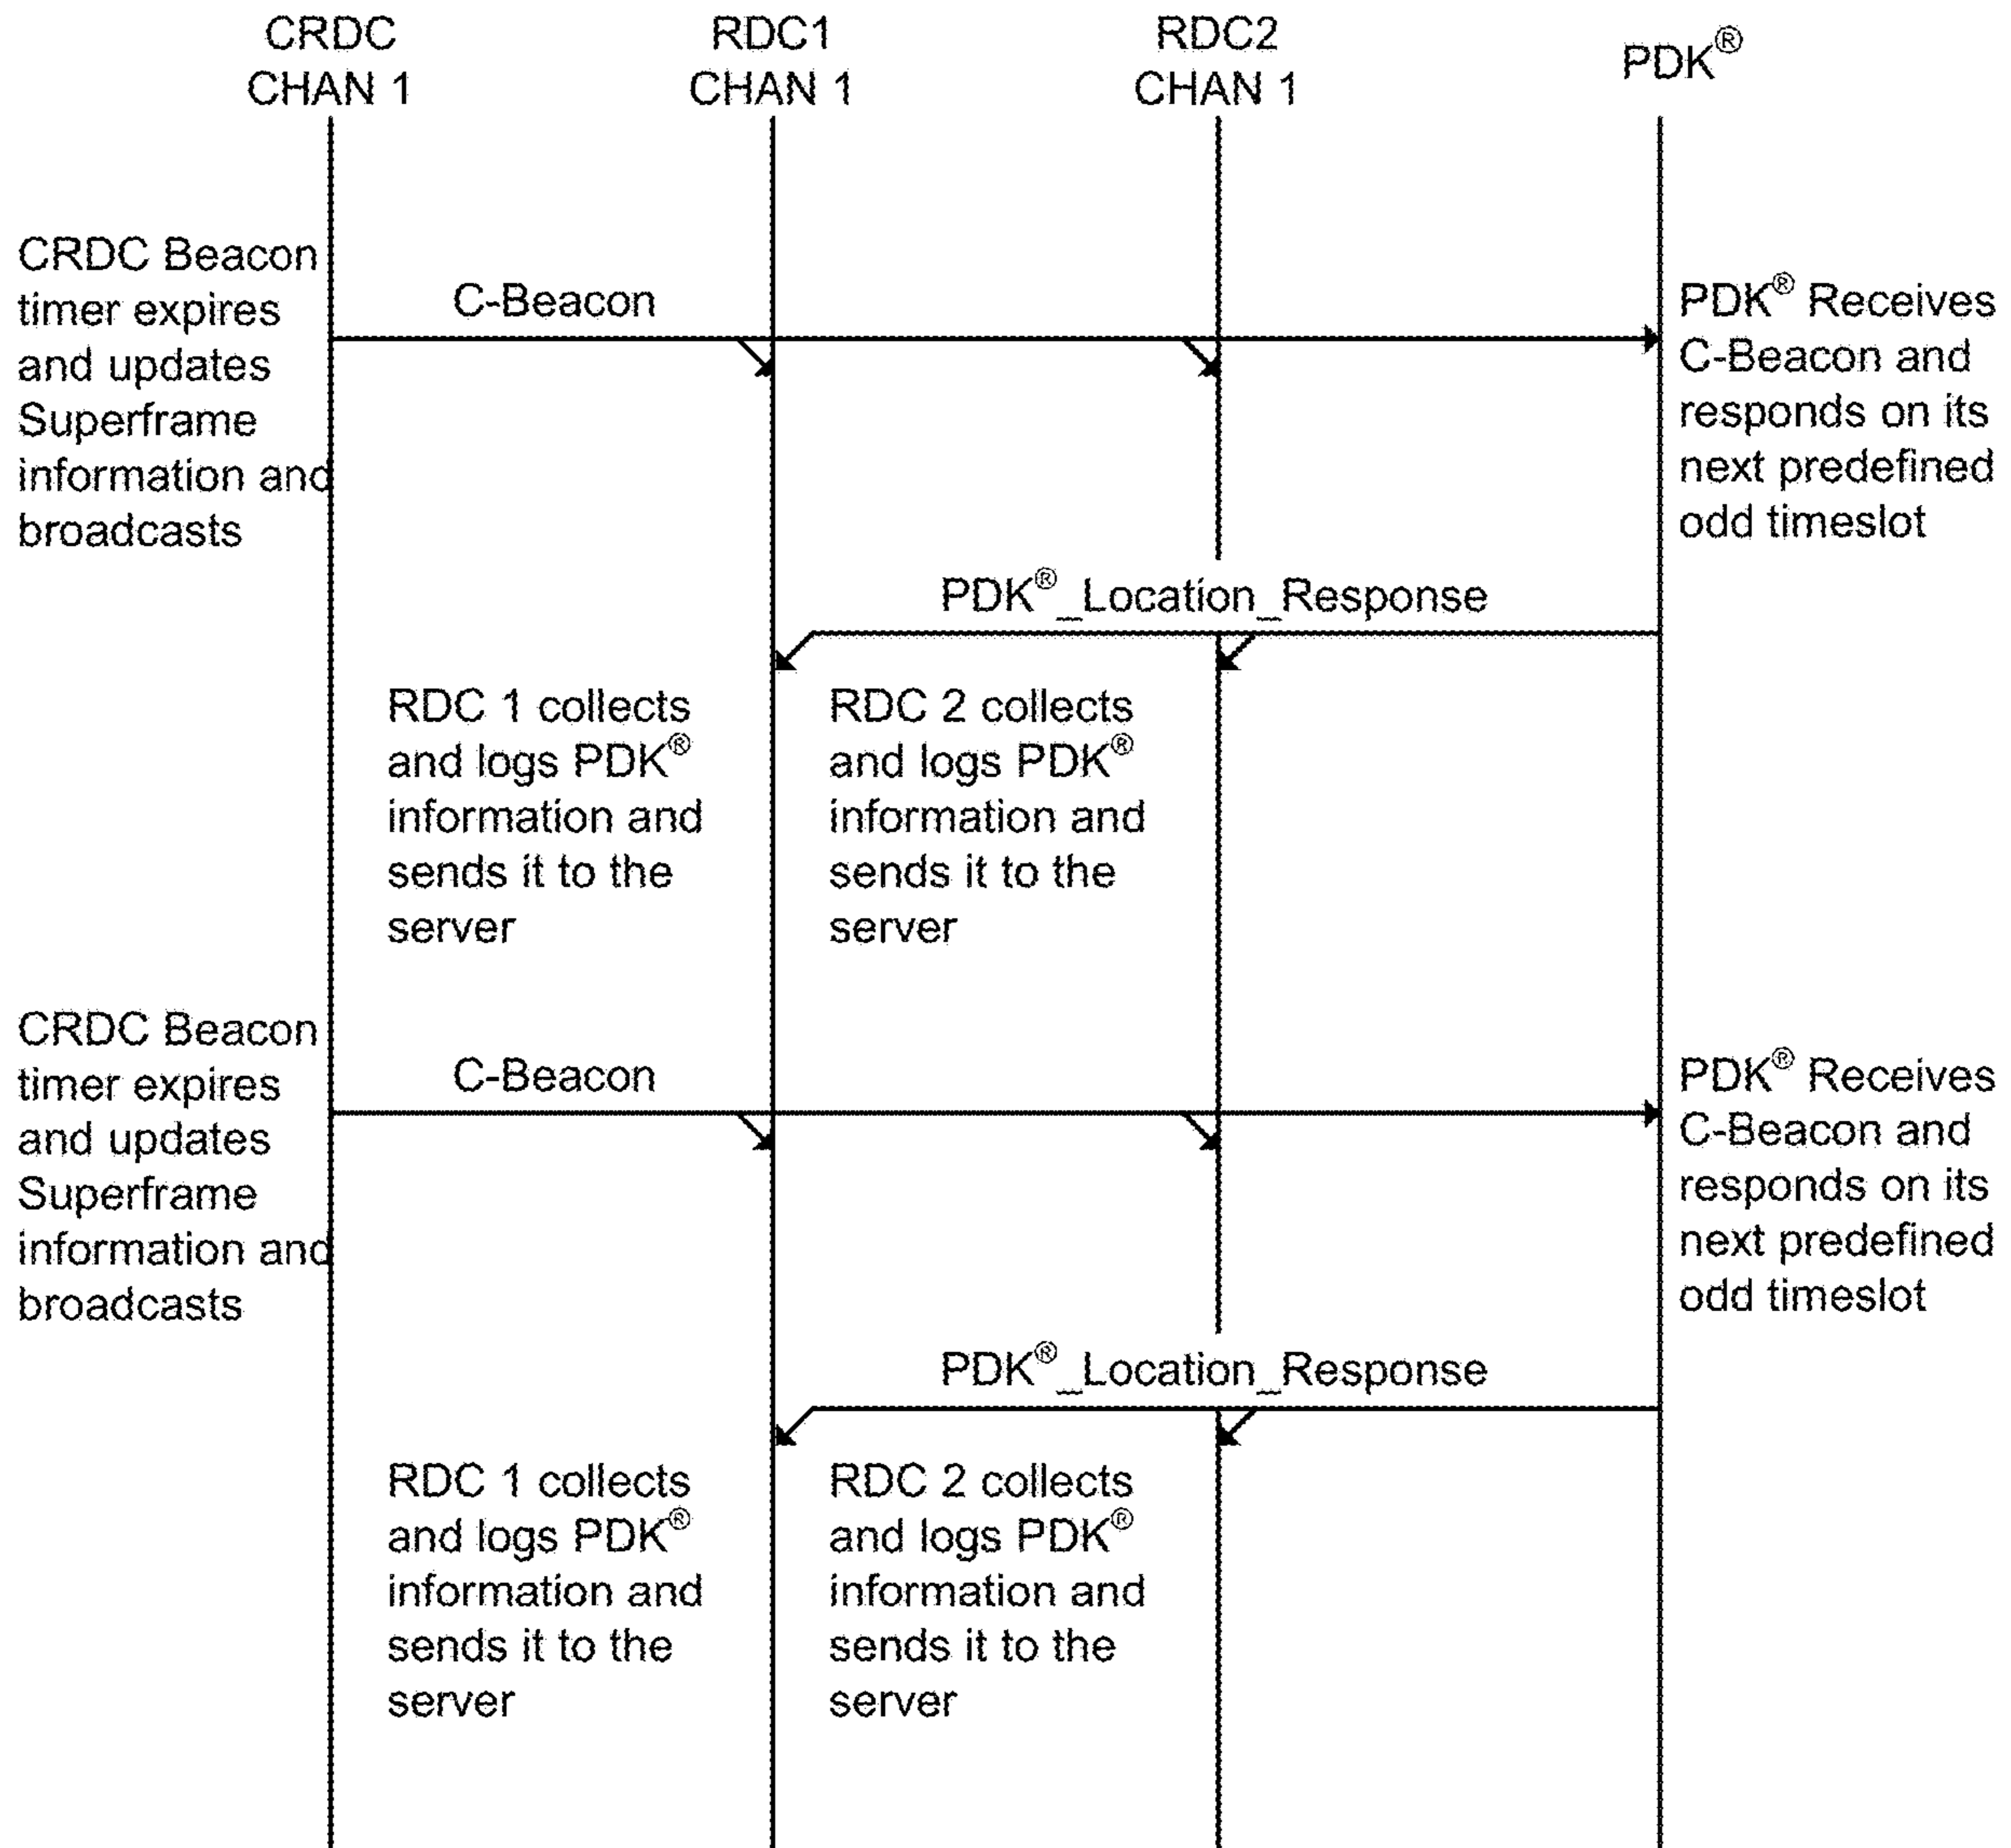 CRDC
CHAN 1
RDC1
CHAN 1
RDC2
CHAN 1
PDK®
CRDC Beacon
timer expires
and updates
Superframe
information and
broadcasts
C-Beacon
PDK® Receives
C-Beacon and
responds on its
next predefined
odd timeslot
PDK®_Location_Response
RDC 1 collects
and logs PDK®
information and
sends it to the
server
RDC 2 collects
and logs PDK®
information and
sends it to the
server
CRDC Beacon
timer expires
and updates
Superframe
information and
broadcasts
C-Beacon
PDK® Receives
C-Beacon and
responds on its
next predefined
odd timeslot
PDK®_Location_Response
RDC 1 collects
and logs PDK®
information and
sends it to the
server
RDC 2 collects
and logs PDK®
information and
sends it to the
server